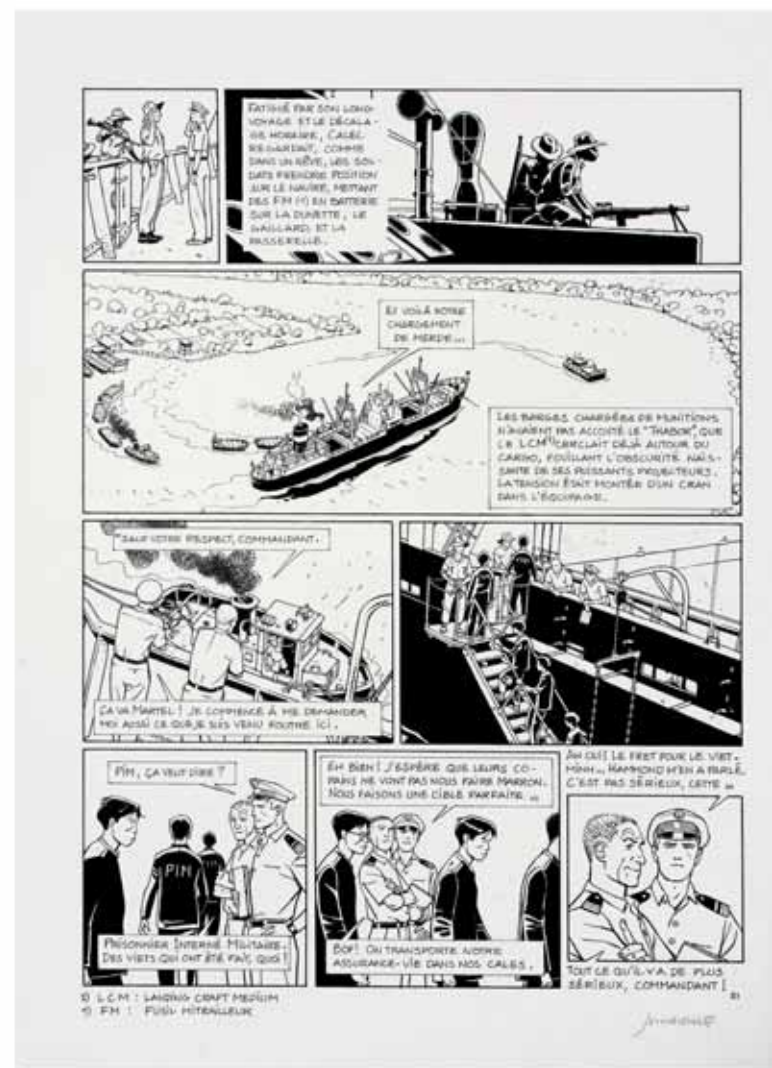 FATIGUÉ PAR SON LONG
VOYAGE ET LE DÉCALA-
GE HORAIRE, CALEC
REGARDAIT, COMME
DANS UN RÊVE, LES SOL-
DATS PRENDRE POSITION
SUR LE NAVIRE, METTANT
DES FM (*) EN BATTERIE
SUR LA DUNETTE, LE
GAILLARD ET LA
PASSERELLE.
ET VOILÀ NOTRE
CHARGEMENT
DE MERDE...
LES BARGES CHARGÉES DE MUNITIONS
N'AVAIENT PAS ACCOSTÉ LE "THABOR", QUE
LE LCM CERCLAIT DÉJÀ AUTOUR DU
CARGO, FOUILLANT L'OBSCURITÉ NAIS-
SANTE DE SES PUISSANTS PROJECTEURS.
LA TENSION ÉTAIT MONTÉE D'UN CRAN
DANS L'ÉQUIPAGE.
SAUF VOTRE RESPECT, COMMANDANT.
ÇA VA MARTEL! JE COMMENCE À ME DEMANDER
MOI AUSSI CE QUE JE SUIS VENU FOUTRE ICI.
PIM, ÇA VEUT DIRE ?
PIM
PRISONNIER INTERNÉ MILITAIRE.
DES VIETS QUI ONT ÉTÉ FAITS, QUOI!
EH BIEN! J'ESPÈRE QUE LEURS CO-
PAINS NE VONT PAS NOUS FAIRE MARRON.
NOUS FAISONS UNE CIBLE PARFAITE...
BOF! ON TRANSPORTE NOTRE
ASSURANCE-VIE DANS NOS CALES.
AH OUI! LE FRET POUR LE VIET-
MINH... HAMMOND M'EN A PARLÉ.
C'EST PAS SÉRIEUX, CETTE...
TOUT CE QU'IL Y A DE PLUS
SÉRIEUX, COMMANDANT!
LCM : LANDING CRAFT MEDIUM
FM : FUSIL MITRAILLEUR